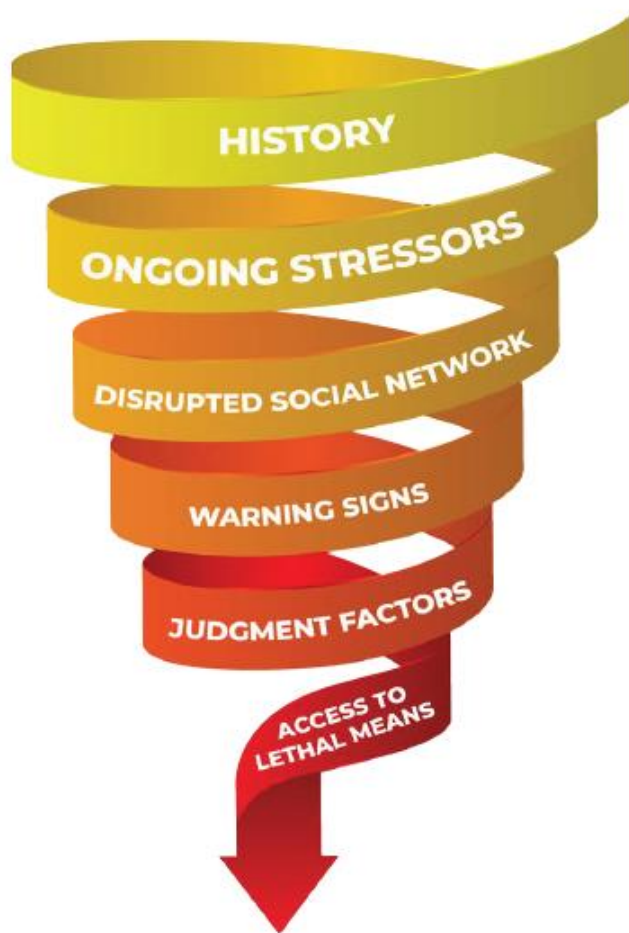 HISTORY
ONGOING STRESSORS
DISRUPTED SOCIAL NETWORK
WARNING SIGNS
JUDGMENT FACTORS
ACCESS TO
LETHAL MEANS